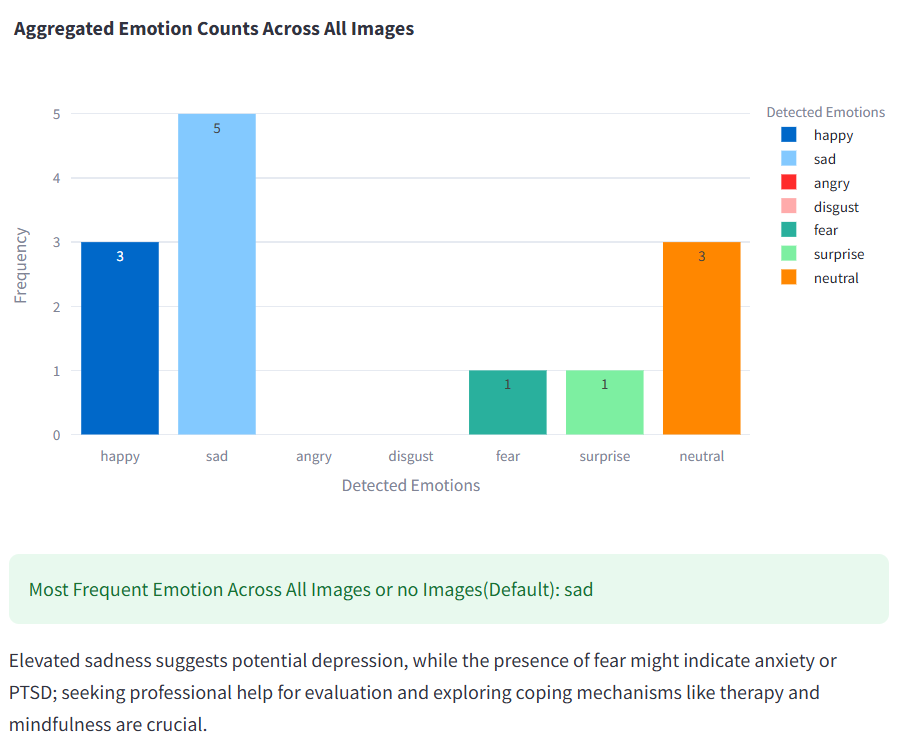 Aggregated Emotion Counts Across All Images
5
4
3
2
1
0
Frequency
3
5
1
1
3
happy
sad
angry
disgust
fear
surprise
neutral
Detected Emotions
Detected Emotions
happy
sad
angry
disgust
fear
surprise
neutral
Most Frequent Emotion Across All Images or no Images(Default): sad
Elevated sadness suggests potential depression, while the presence of fear might indicate anxiety or
PTSD; seeking professional help for evaluation and exploring coping mechanisms like therapy and
mindfulness are crucial.